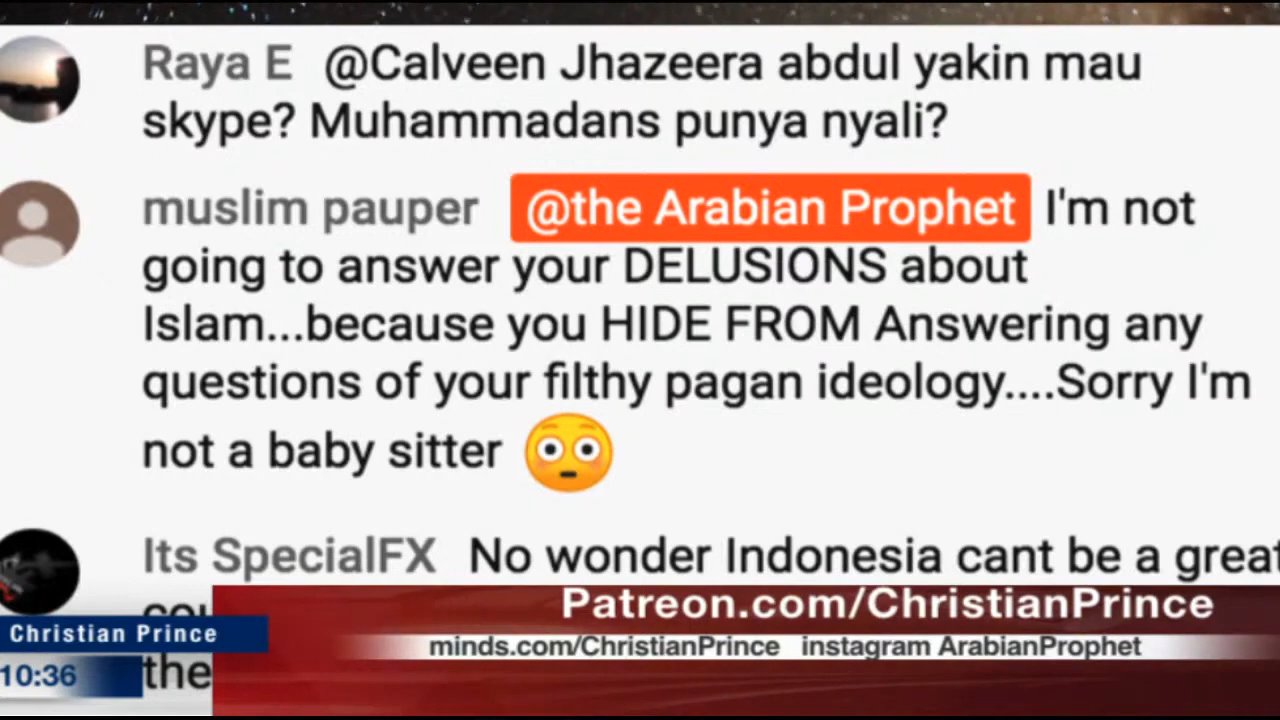 Raya E @Calveen Jhazeera abdul yakin mau
skype? Muhammadans punya nyali?
muslim pauper @the Arabian Prophet I'm not
going to answer your DELUSIONS about
Islam...because you HIDE FROM Answering any
questions of your filthy pagan ideology....Sorry I'm
not a baby sitter
Its SpecialFX No wonder Indonesia cant be a great
the
Patreon.com/ChristianPrince
minds.com/ChristianPrince instagram ArabianProphet
Christian Prince
10:36